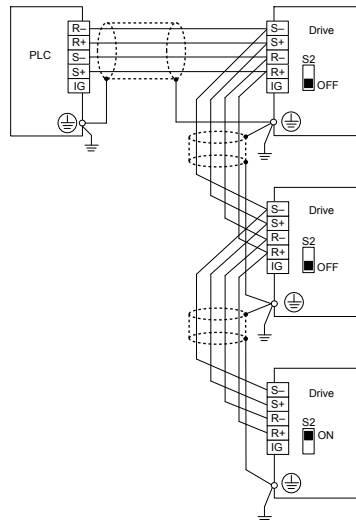 PLC
R–
R+
S–
S+
IG
S–
S+
R–
R+
IG
Drive
S2
OFF
S–
S+
R–
R+
IG
Drive
S2
OFF
S–
S+
R–
R+
IG
Drive
S2
ON